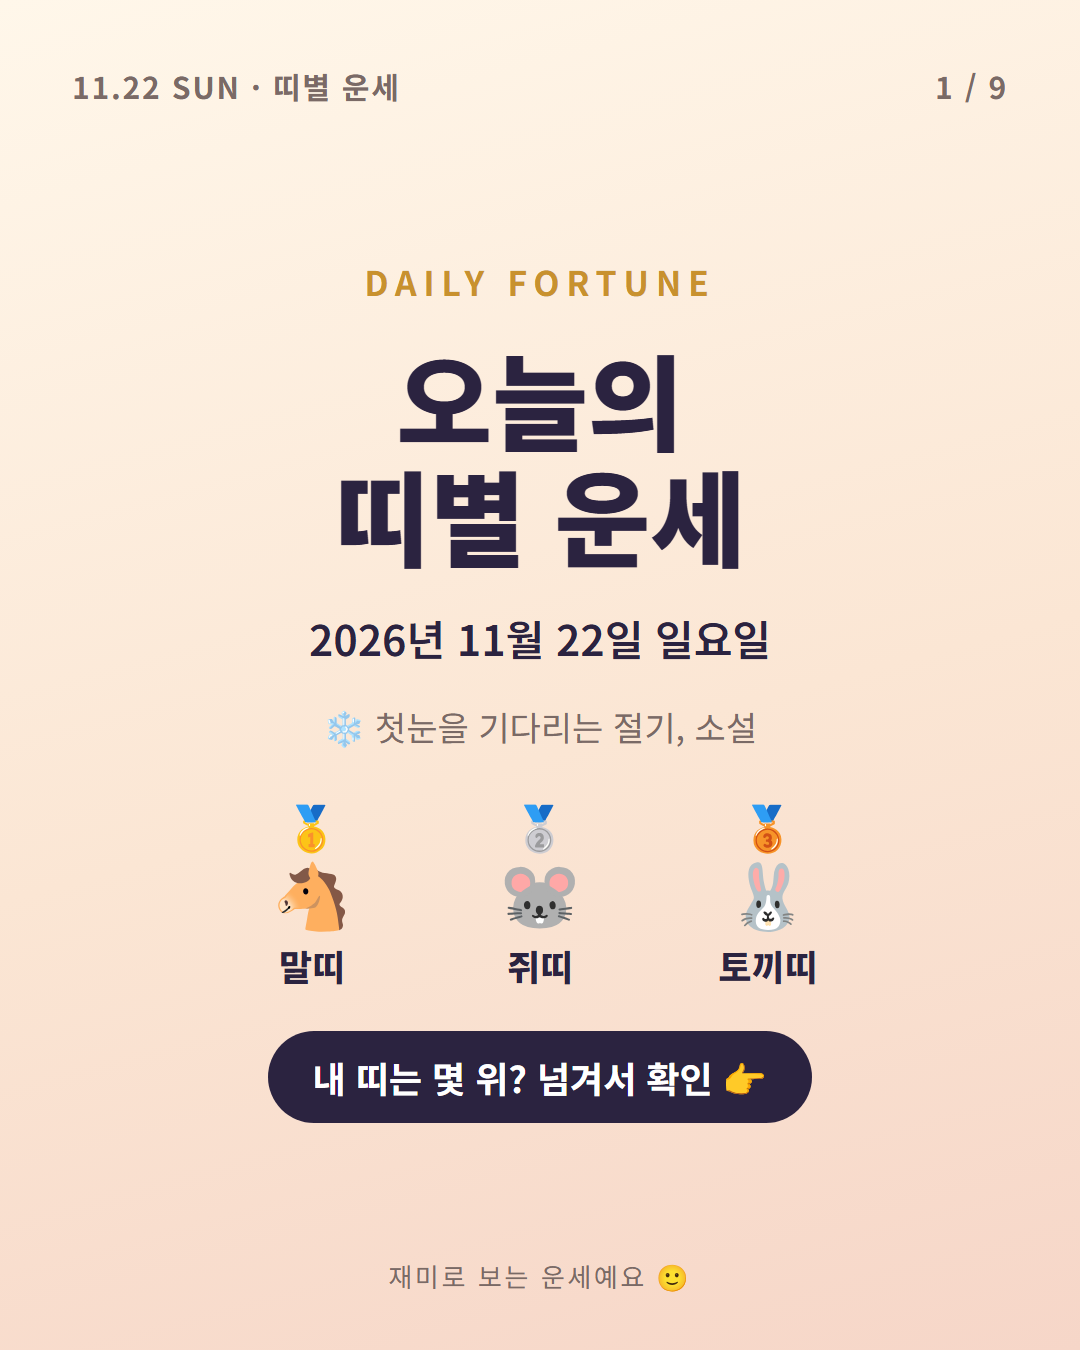 11.22 SUN · 띠별 운세
1 / 9
DAILY FORTUNE
오늘의
띠별 운세
2026년 11월 22일 일요일
❄️ 첫눈을 기다리는 절기, 소설
🥇 🥈 🥉
말띠 쥐띠 토끼띠
내 띠는 몇 위? 넘겨서 확인 👉
재미로 보는 운세예요 🙂